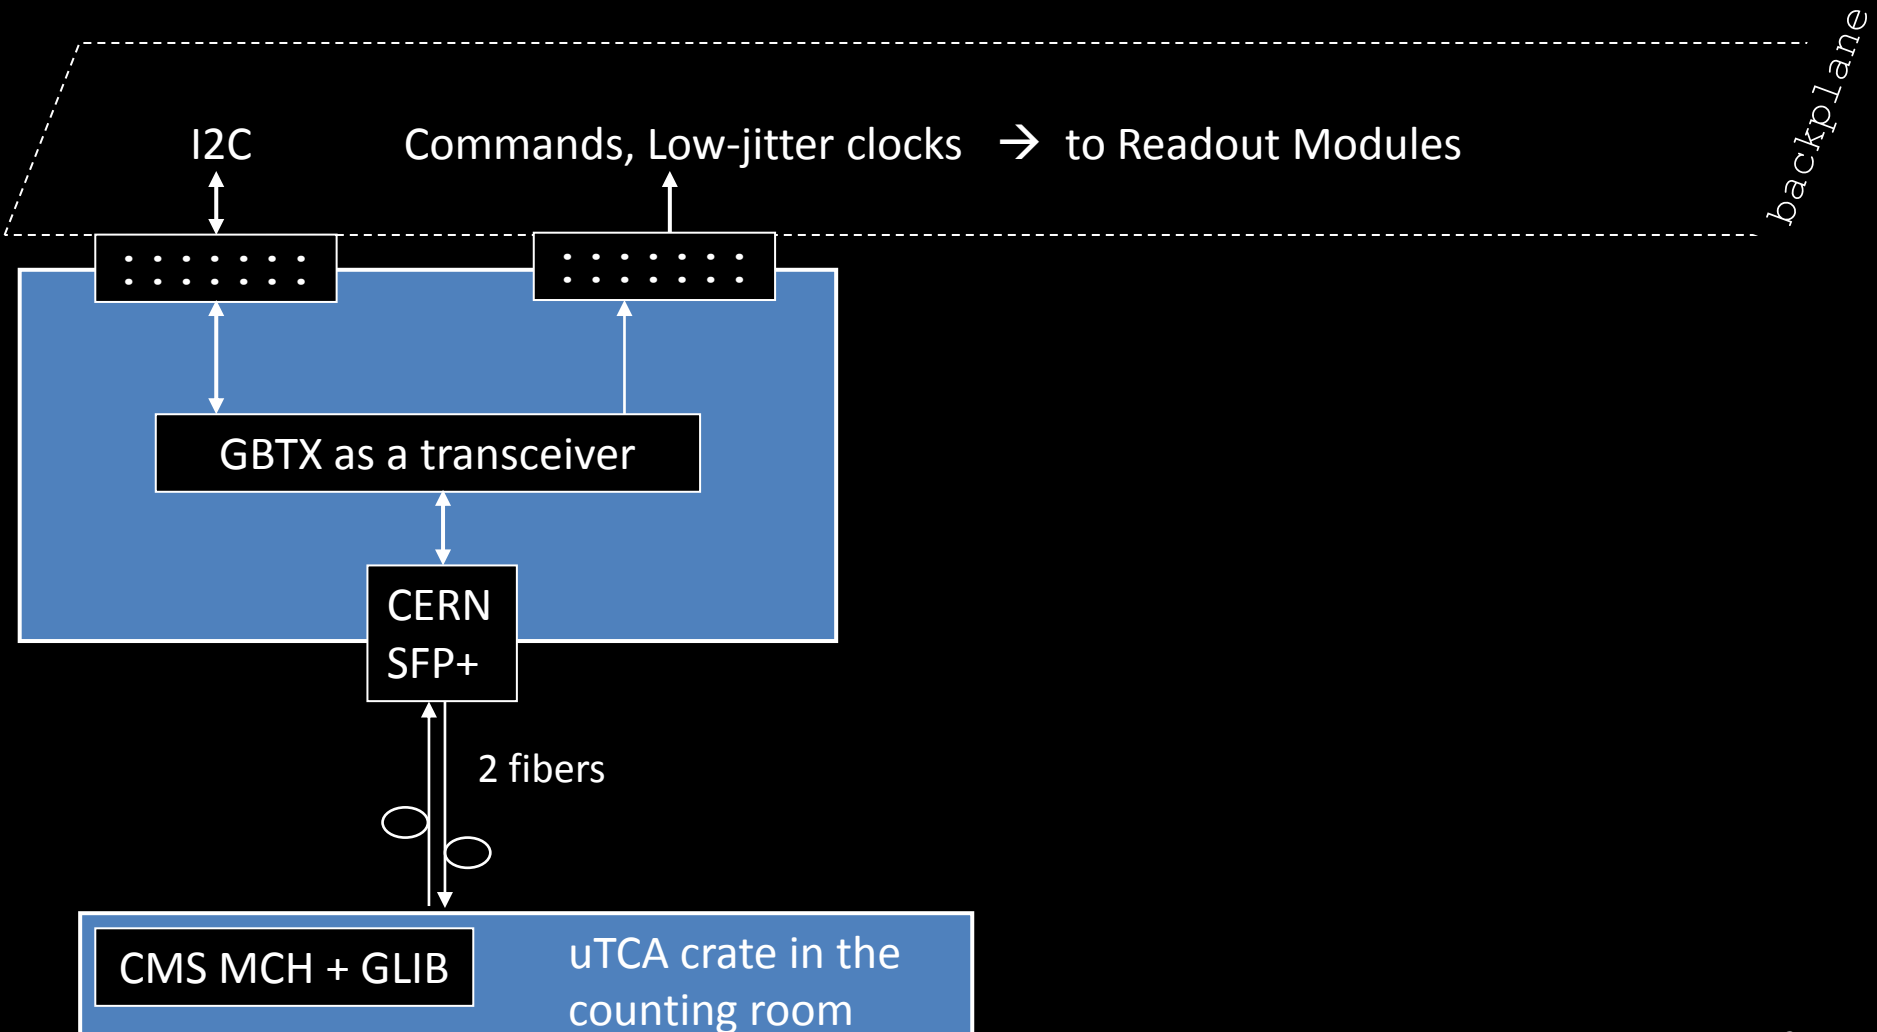 backplane
I2C
Commands, Low-jitter clocks → to Readout Modules
GBTX as a transceiver
CERN
SFP+
2 fibers
CMS MCH + GLIB
uTCA crate in the
counting room